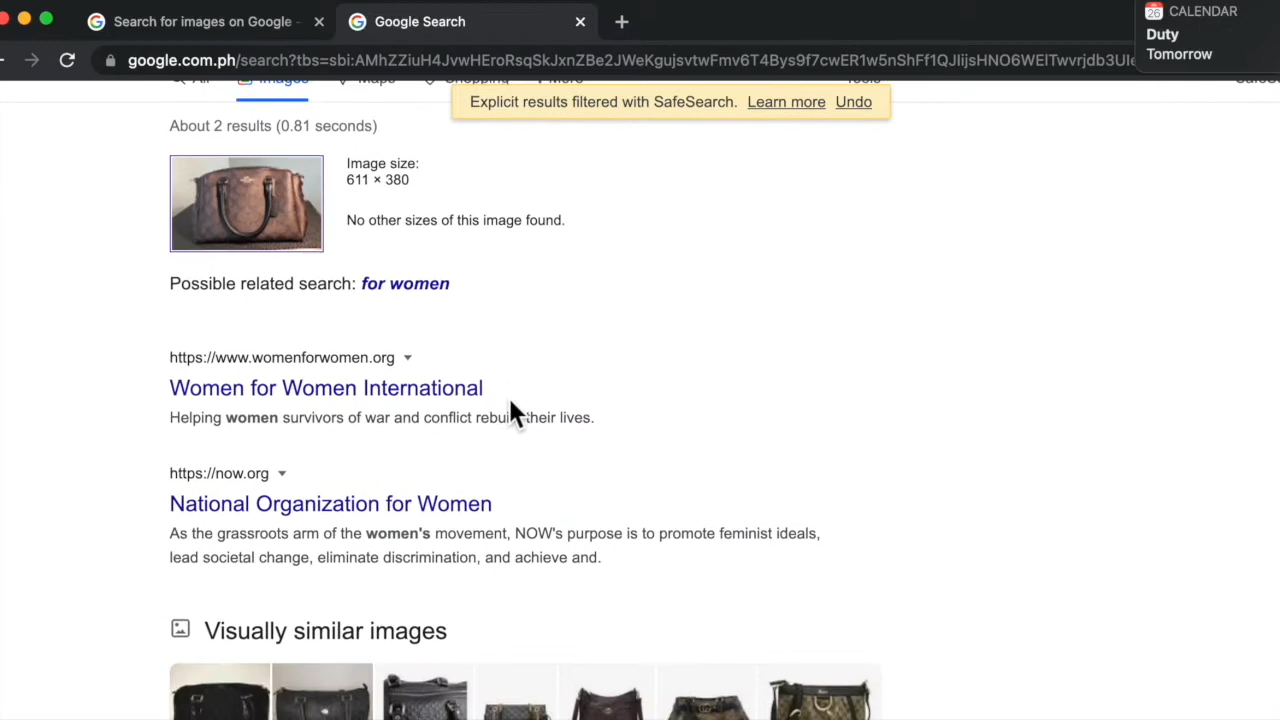 Search for images on Google -
Google Search
26
CALENDAR
Duty
Tomorrow
google.com.ph/search?tbs=sbi:
All Images Maps Shopping More Tools
Explicit results filtered with SafeSearch. Learn more Undo
About 2 results (0.81 seconds)
Image size:
611 × 380
No other sizes of this image found.
Possible related search: for women
https://www.womenforwomen.org
Women for Women International
Helping women survivors of war and conflict rebuild their lives.
https://now.org
National Organization for Women
As the grassroots arm of the women's movement, NOW's purpose is to promote feminist ideals,
lead societal change, eliminate discrimination, and achieve and.
Visually similar images